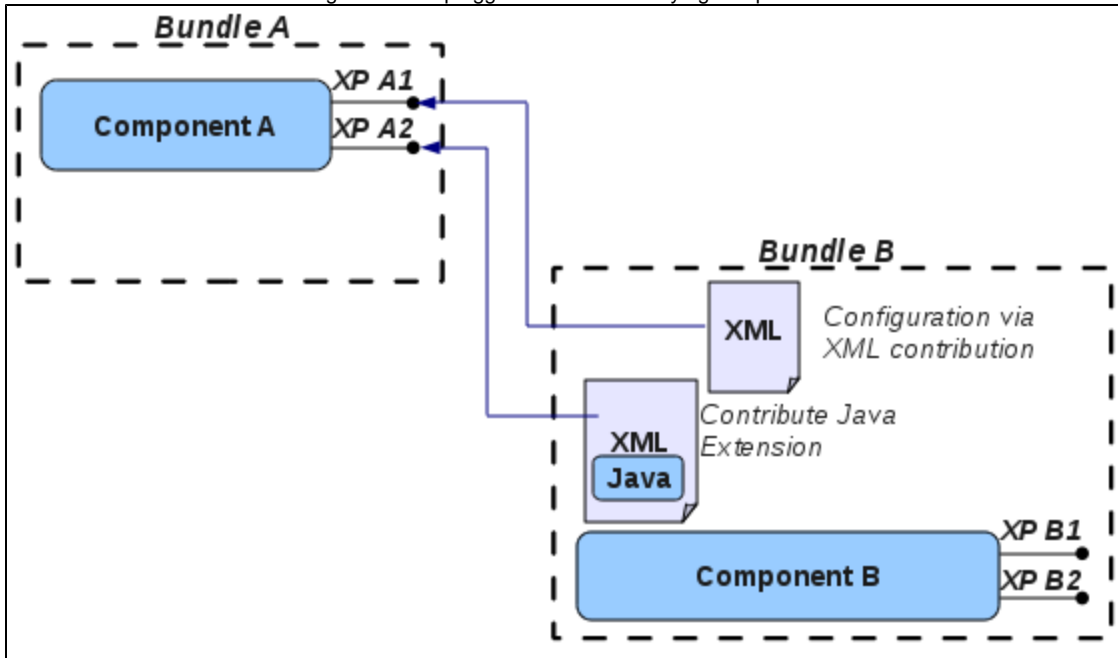 Bundle A
XP A1
Component A
XP A2
Bundle B
XML
Configuration via
XML contribution
Contribute Java
Extension
XML
Java
XP B1
Component B
XP B2